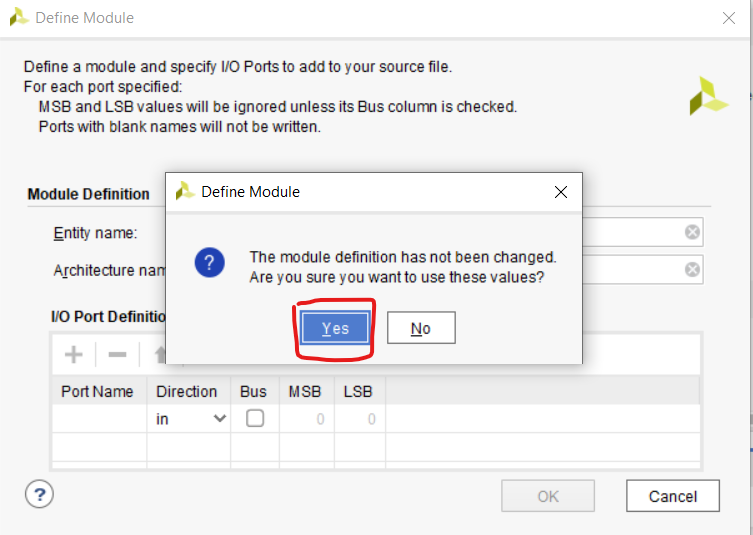 Define Module
Define a module and specify I/O Ports to add to your source file.
For each port specified:
MSB and LSB values will be ignored unless its Bus column is checked.
Ports with blank names will not be written.
Module Definition
Entity name:
Architecture nam
Define Module
?
The module definition has not been changed.
Are you sure you want to use these values?
Yes No
I/O Port Definitio
Port Name Direction Bus MSB LSB
in 0 0
? OK Cancel